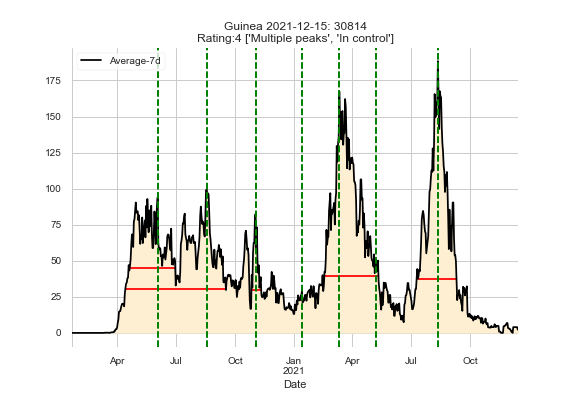 Guinea 2021-12-15: 30814
Rating:4 ['Multiple peaks', 'In control']
Average-7d
175
150
125
100
75
50
25
0
Apr Jul Oct Jan Apr Jul Oct
2021
Date